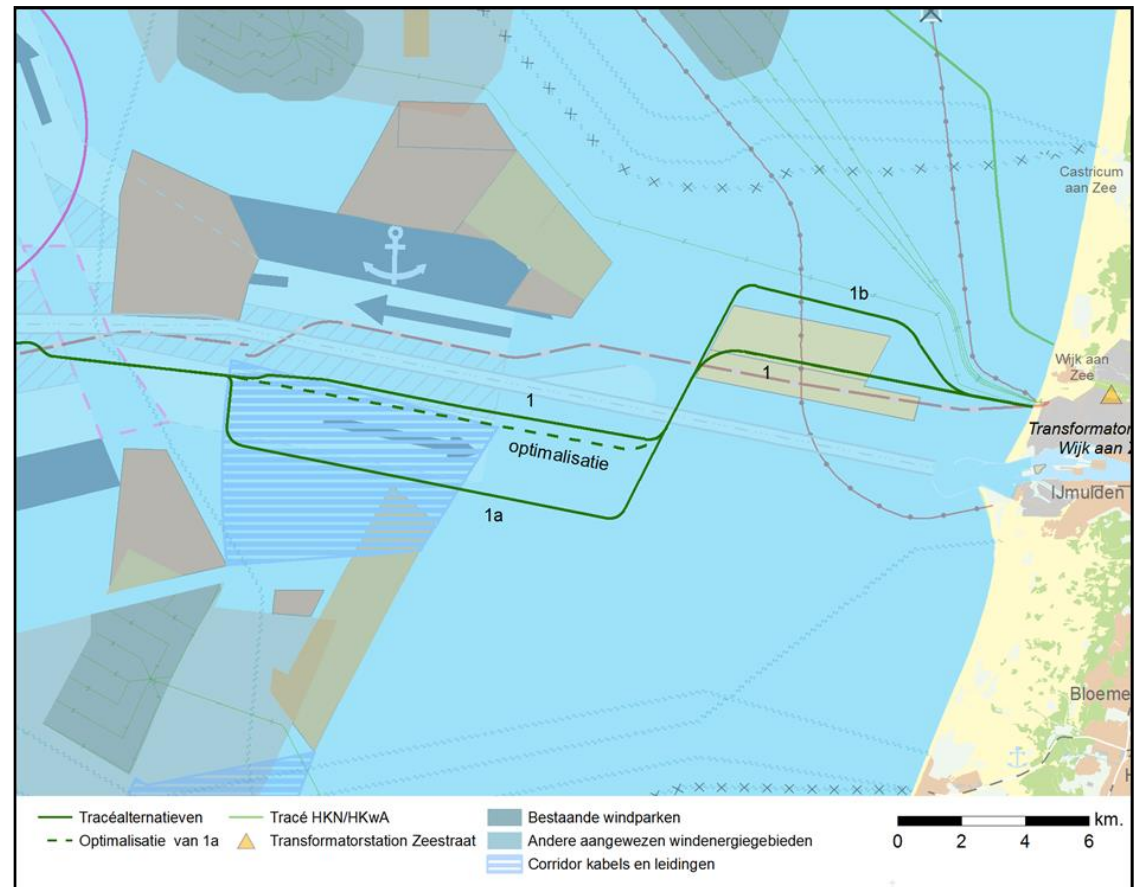 Castricum
aan Zee
1b
Wijk aan
Zee
1
1
optimalisatie
Transformator
Wijk aan Z
IJmulden
1a
Bloeme
Tracéalternatieven
Optimalisatie van 1a
Tracé HKN/HKwA
Transformatorstation Zeestraat
Bestaande windparken
Andere aangewezen windenergiegebieden
Corridor kabels en leidingen
km.
0 2 4 6